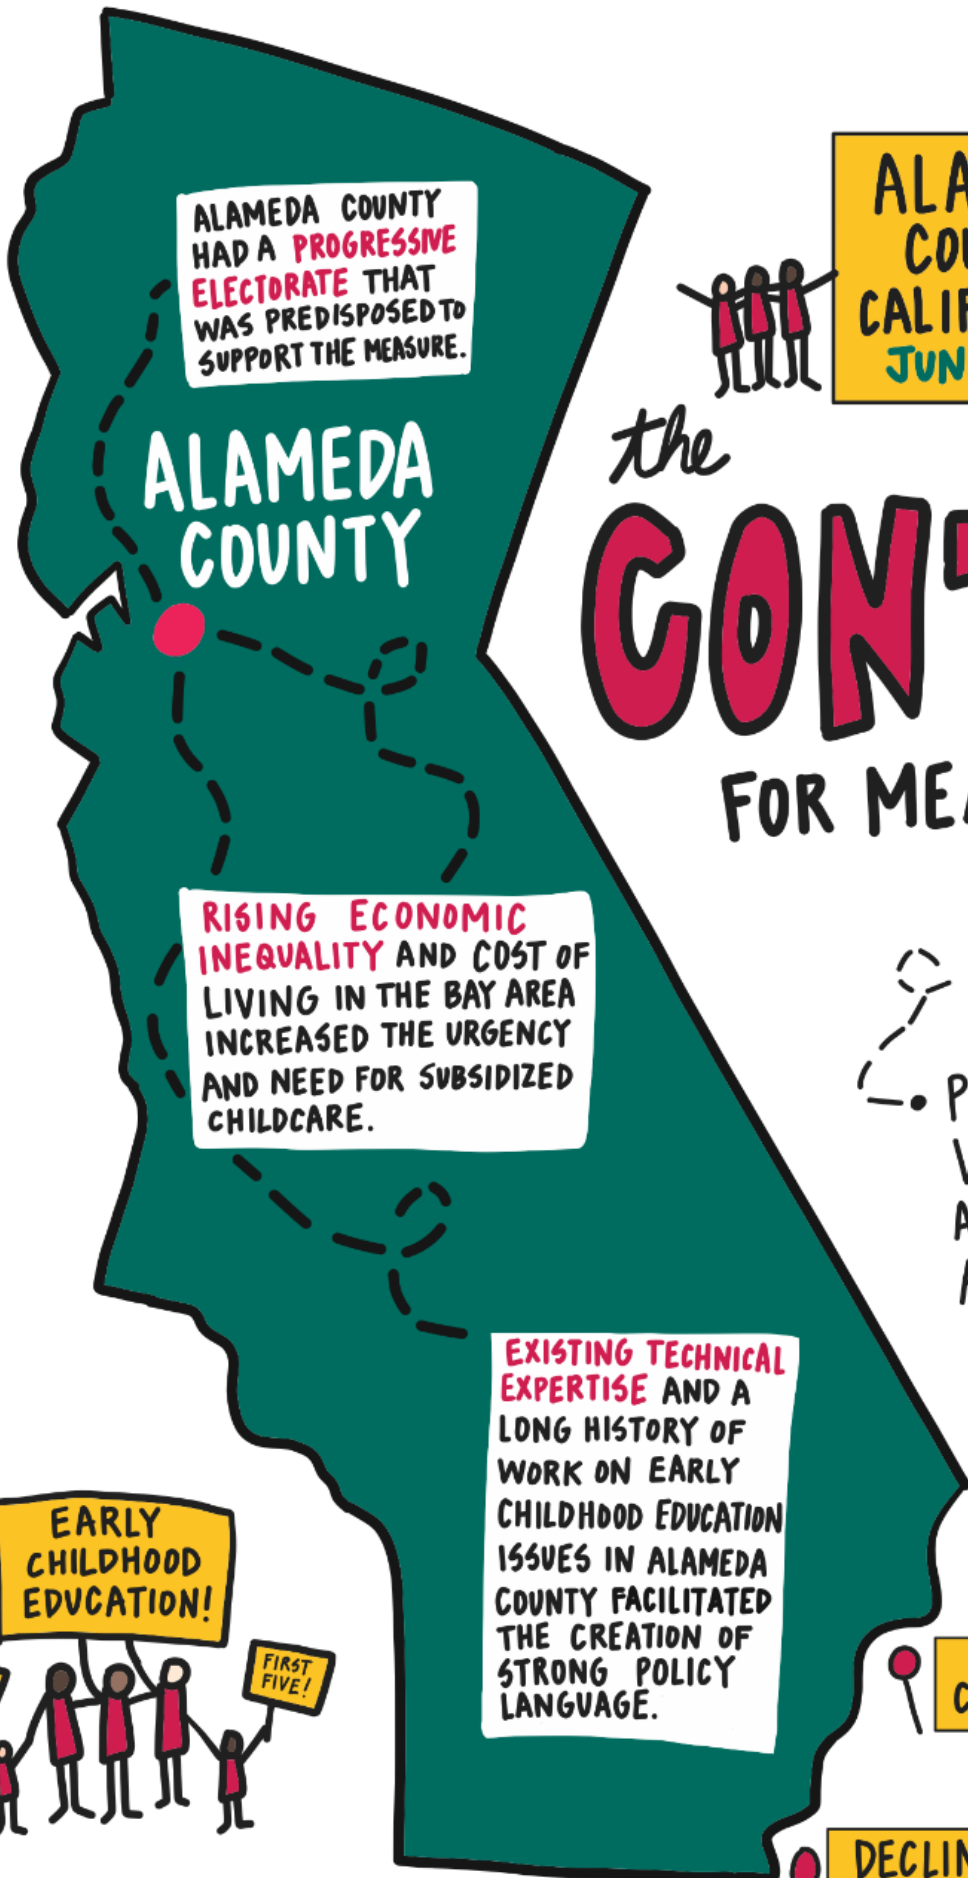 ALAMEDA COUNTY
HAD A PROGRESSIVE
ELECTORATE THAT
WAS PREDISPOSED TO
SUPPORT THE MEASURE.
ALAMEDA
COUNTY
RISING ECONOMIC
INEQUALITY AND COST OF
LIVING IN THE BAY AREA
INCREASED THE URGENCY
AND NEED FOR SUBSIDIZED
CHILDCARE.
EXISTING TECHNICAL
EXPERTISE AND A
LONG HISTORY OF
WORK ON EARLY
CHILDHOOD EDUCATION
ISSUES IN ALAMEDA
COUNTY FACILITATED
THE CREATION OF
STRONG POLICY
LANGUAGE.
EARLY
CHILDHOOD
EDUCATION!
FIRST
FIVE!
the
FOR